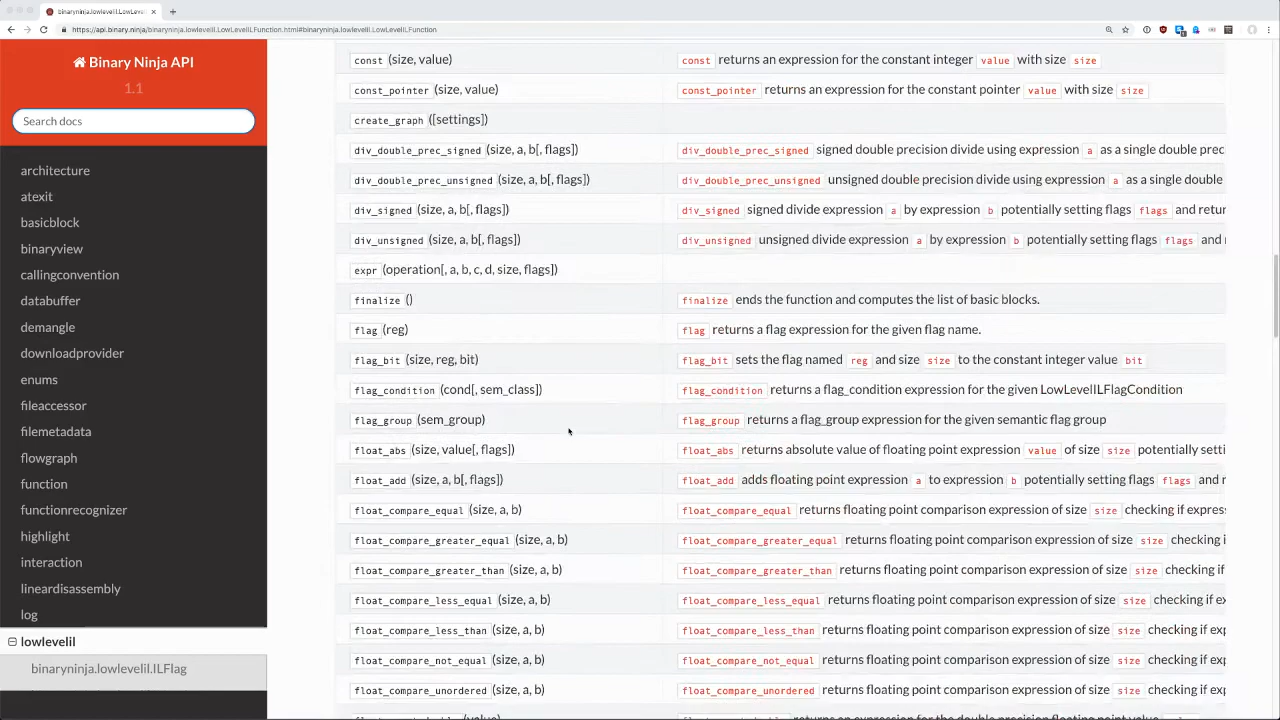 binaryninja.lowlevelil.LowLevel
https://api.binary.ninja/binaryninja.lowlevelil.LowLevelILFunction.html#binaryninja.lowlevelil.LowLevelILFunction
Binary Ninja API
1.1
Search docs
architecture
atexit
basicblock
binaryview
callingconvention
databuffer
demangle
downloadprovider
enums
fileaccessor
filemetadata
flowgraph
function
functionrecognizer
highlight
interaction
lineardisassembly
log
lowlevelil
binaryninja.lowlevelil.ILFlag
const (size, value) const returns an expression for the constant integer value with size size
const_pointer (size, value) const_pointer returns an expression for the constant pointer value with size size
create_graph ([settings])
div_double_prec_signed (size, a, b[, flags]) div_double_prec_signed signed double precision divide using expression a as a single double prec
div_double_prec_unsigned (size, a, b[, flags]) div_double_prec_unsigned unsigned double precision divide using expression a as a single double
div_signed (size, a, b[, flags]) div_signed signed divide expression a by expression b potentially setting flags flags and retur
div_unsigned (size, a, b[, flags]) div_unsigned unsigned divide expression a by expression b potentially setting flags flags and r
expr (operation[, a, b, c, d, size, flags])
finalize () finalize ends the function and computes the list of basic blocks.
flag (reg) flag returns a flag expression for the given flag name.
flag_bit (size, reg, bit) flag_bit sets the flag named reg and size size to the constant integer value bit
flag_condition (cond[, sem_class]) flag_condition returns a flag_condition expression for the given LowLevelILFlagCondition
flag_group (sem_group) flag_group returns a flag_group expression for the given semantic flag group
float_abs (size, value[, flags]) float_abs returns absolute value of floating point expression value of size size potentially setti
float_add (size, a, b[, flags]) float_add adds floating point expression a to expression b potentially setting flags flags and r
float_compare_equal (size, a, b) float_compare_equal returns floating point comparison expression of size size checking if expres
float_compare_greater_equal (size, a, b) float_compare_greater_equal returns floating point comparison expression of size size checking i
float_compare_greater_than (size, a, b) float_compare_greater_than returns floating point comparison expression of size size checking if
float_compare_less_equal (size, a, b) float_compare_less_equal returns floating point comparison expression of size size checking if ex
float_compare_less_than (size, a, b) float_compare_less_than returns floating point comparison expression of size size checking if exp
float_compare_not_equal (size, a, b) float_compare_not_equal returns floating point comparison expression of size size checking if exp
float_compare_unordered (size, a, b) float_compare_unordered returns floating point comparison expression of size size checking if ex